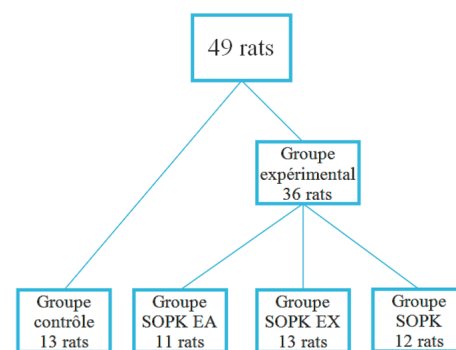 49 rats
Groupe
expérimental
36 rats
Groupe
contrôle
13 rats
Groupe
SOPK EA
11 rats
Groupe
SOPK EX
13 rats
Groupe
SOPK
12 rats